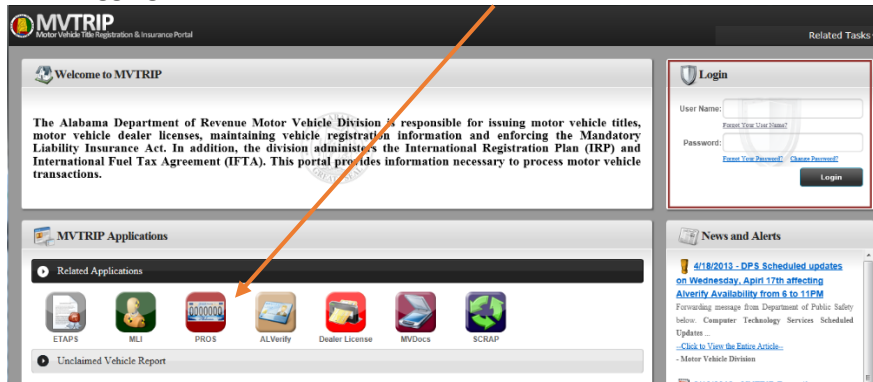 MVTRIP
Motor Vehicle Title Registration & Insurance Portal
Related Tasks
Welcome to MVTRIP
The Alabama Department of Revenue Motor Vehicle Division is responsible for issuing motor vehicle titles,
motor vehicle dealer licenses, maintaining vehicle registration information and enforcing the Mandatory
Liability Insurance Act. In addition, the division administers the International Registration Plan (IRP) and
International Fuel Tax Agreement (IFTA). This portal provides information necessary to process motor vehicle
transactions.
Login
User Name:
Forgot Your User Name?
Password:
Forgot Your Password? Change Password?
Login
MVTRIP Applications
Related Applications
0000000
ETAPS MLI PROS ALVerify Dealer License MVDocs SCRAP
Unclaimed Vehicle Report
News and Alerts
4/18/2013 - DPS Scheduled updates
on Wednesday, Apirl 17th affecting
Alverify Availability from 6 to 11PM
Forwarding message from Department of Public Safety
below. Computer Technology Services Scheduled
Updates ...
--Click to View the Entire Article--
- Motor Vehicle Division